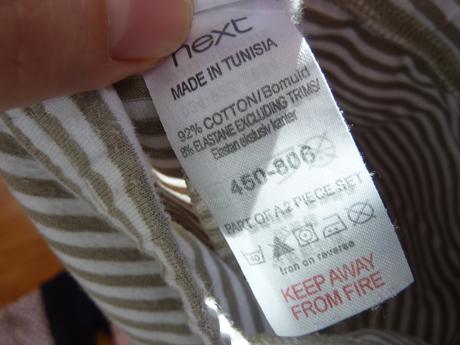 next
MADE IN TUNISIA
92% COTTON/Bomuld
8% ELASTANE EXCLUDING TRIMS/
Elastan eksklusiv kanter
450-806
PART OF A 2 PIECE SET
Iron on reverse
KEEP AWAY
FROM FIRE